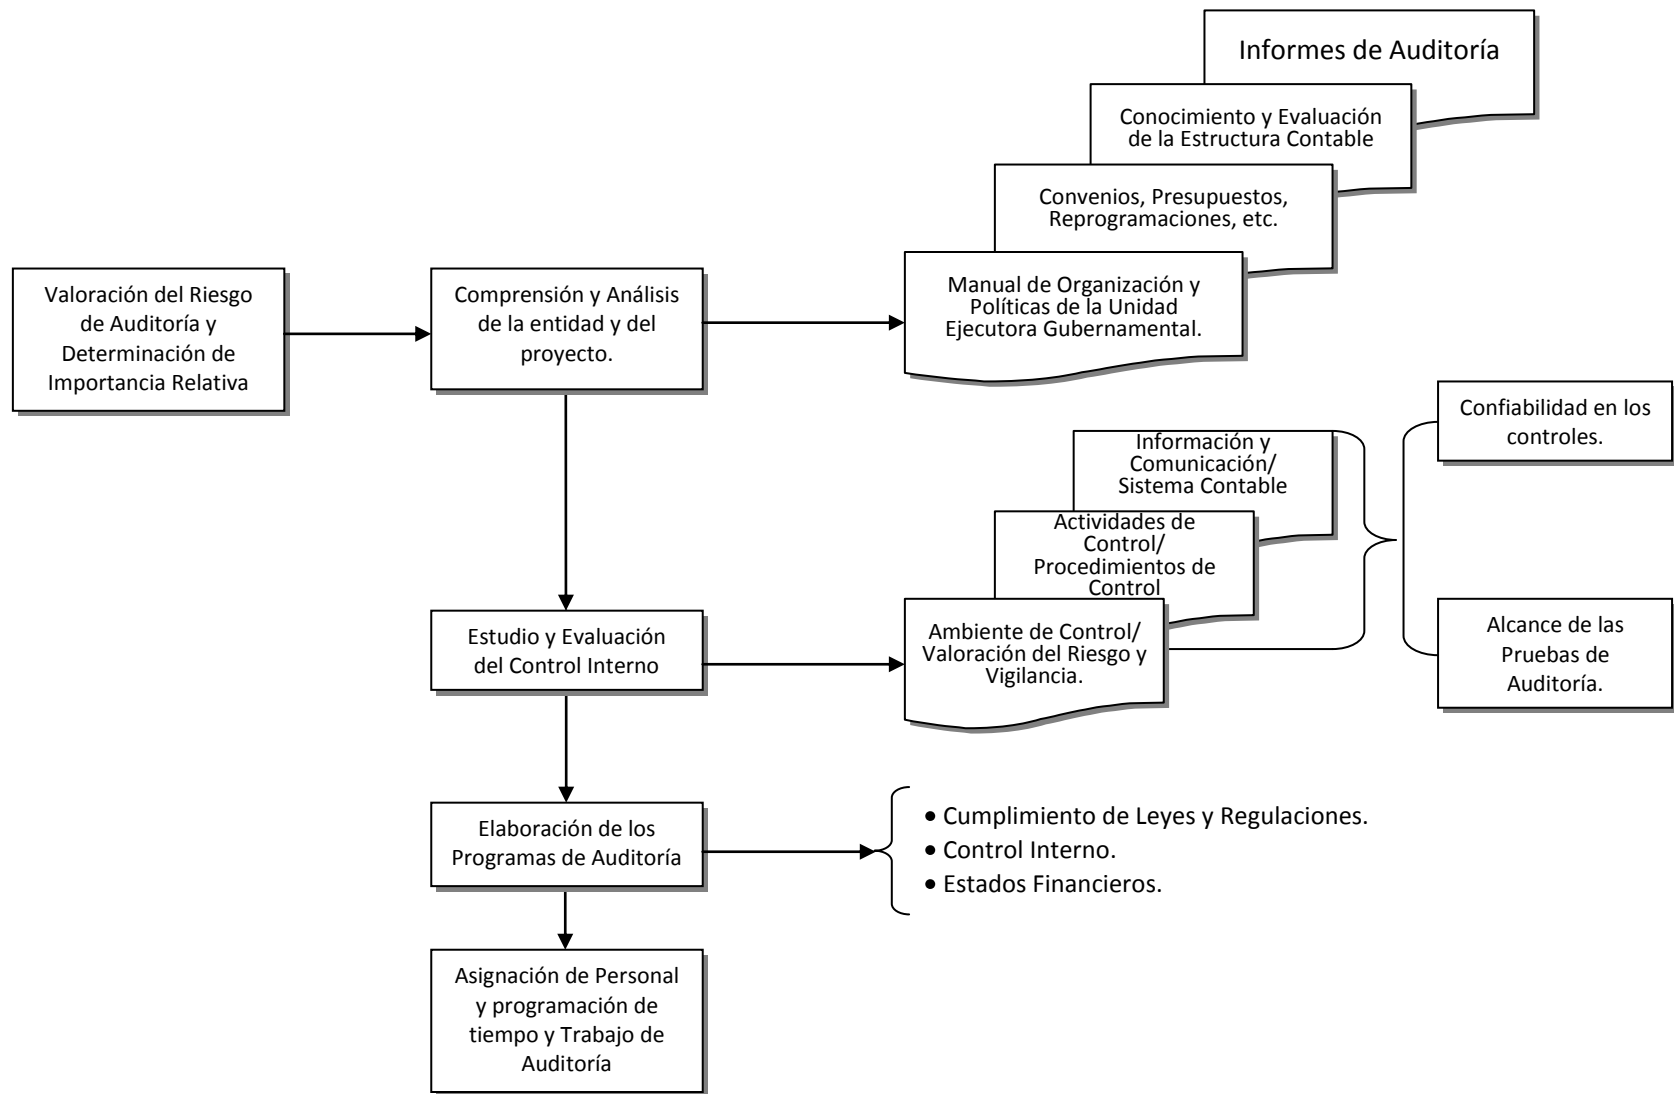 Informes de Auditoría
Conocimiento y Evaluación
de la Estructura Contable
Convenios, Presupuestos,
Reprogramaciones, etc.
Manual de Organización y
Políticas de la Unidad
Ejecutora Gubernamental.
Valoración del Riesgo
de Auditoría y
Determinación de
Importancia Relativa
Comprensión y Análisis
de la entidad y del
proyecto.
Confiabilidad en los
controles.
Información y
Comunicación/
Sistema Contable
Actividades de
Control/
Procedimientos de
Control
Ambiente de Control/
Valoración del Riesgo y
Vigilancia.
Estudio y Evaluación
del Control Interno
Alcance de las
Pruebas de
Auditoría.
Elaboración de los
Programas de Auditoría
• Cumplimiento de Leyes y Regulaciones.
• Control Interno.
• Estados Financieros.
Asignación de Personal
y programación de
tiempo y Trabajo de
Auditoría